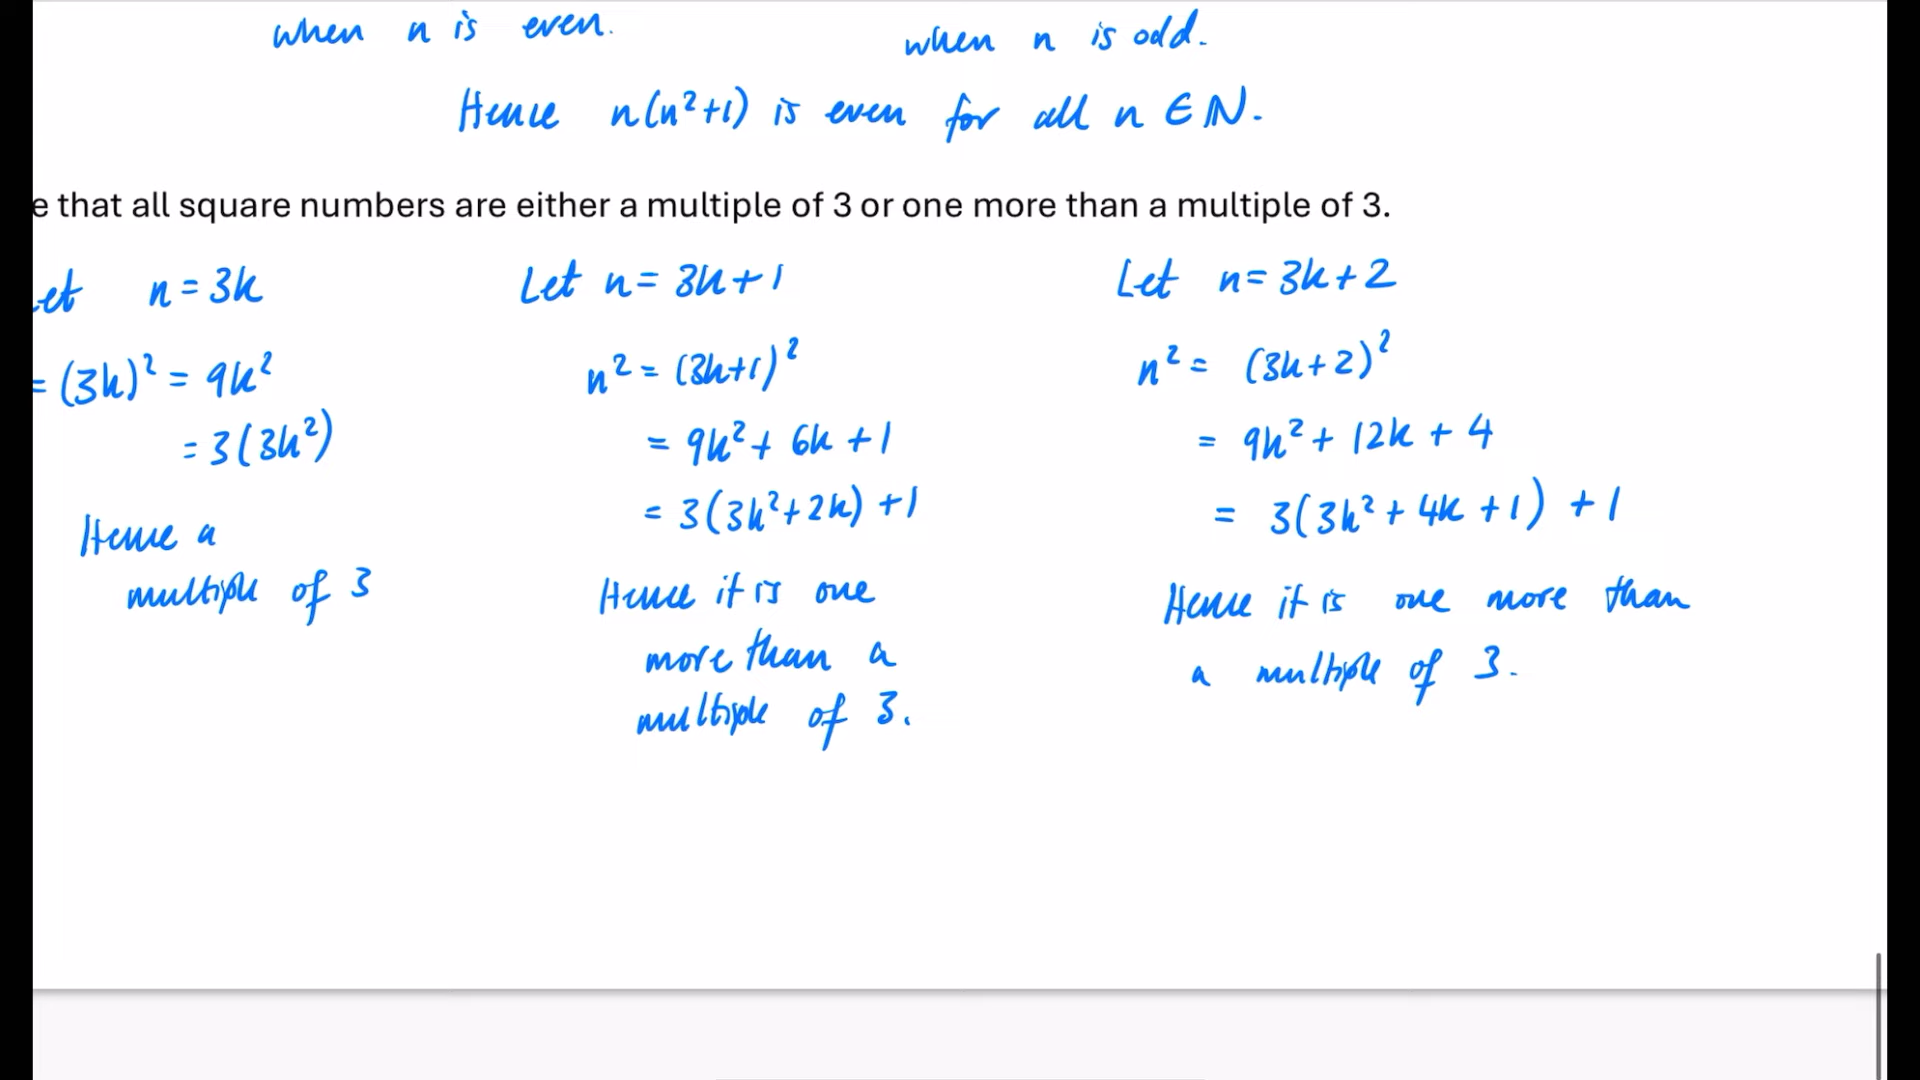 when n is even.
when n is odd.
Hence n(n²+1) is even for all n ∈ ℕ.
e that all square numbers are either a multiple of 3 or one more than a multiple of 3.
et n = 3k
= (3k)² = 9k²
= 3(3k²)
Hence a
multiple of 3
Let n = 3k+1
n² = (3k+1)²
= 9k² + 6k + 1
= 3(3k²+2k) + 1
Hence it is one
more than a
multiple of 3.
Let n = 3k+2
n² = (3k+2)²
= 9k² + 12k + 4
= 3(3k² + 4k + 1) + 1
Hence it is one more than
a multiple of 3.